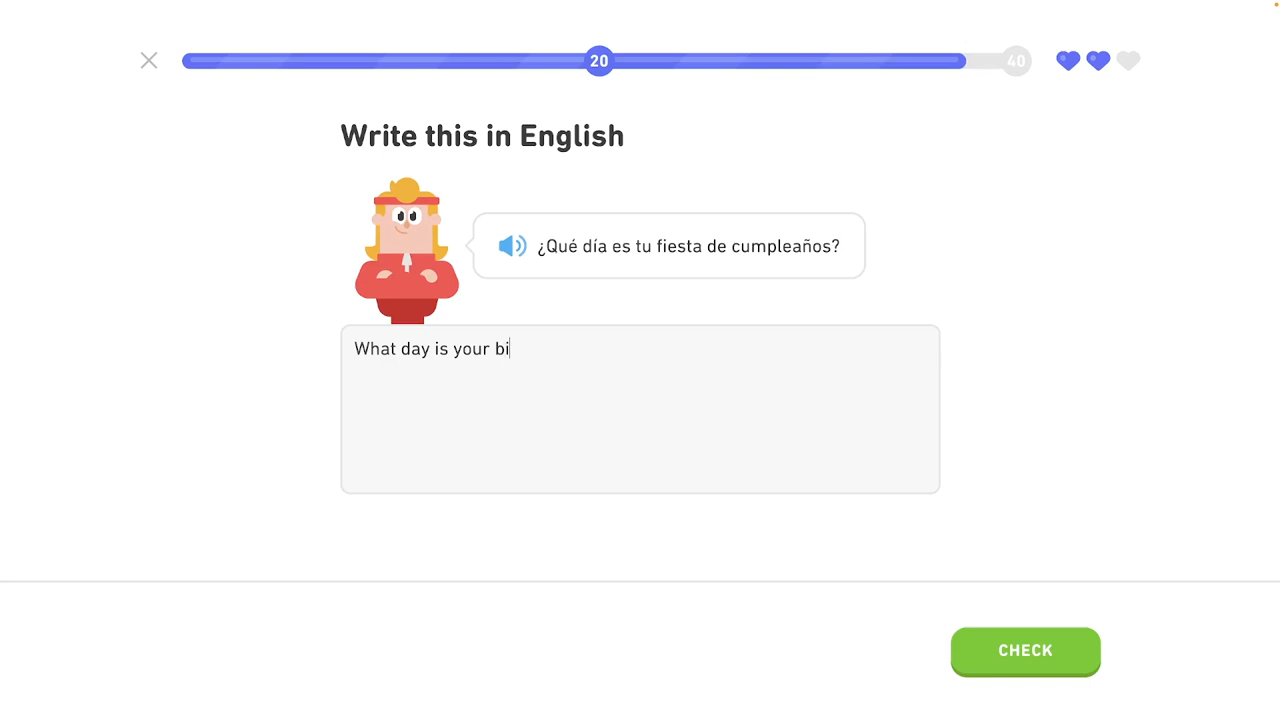 20
40
Write this in English
¿Qué día es tu fiesta de cumpleaños?
What day is your bi
CHECK